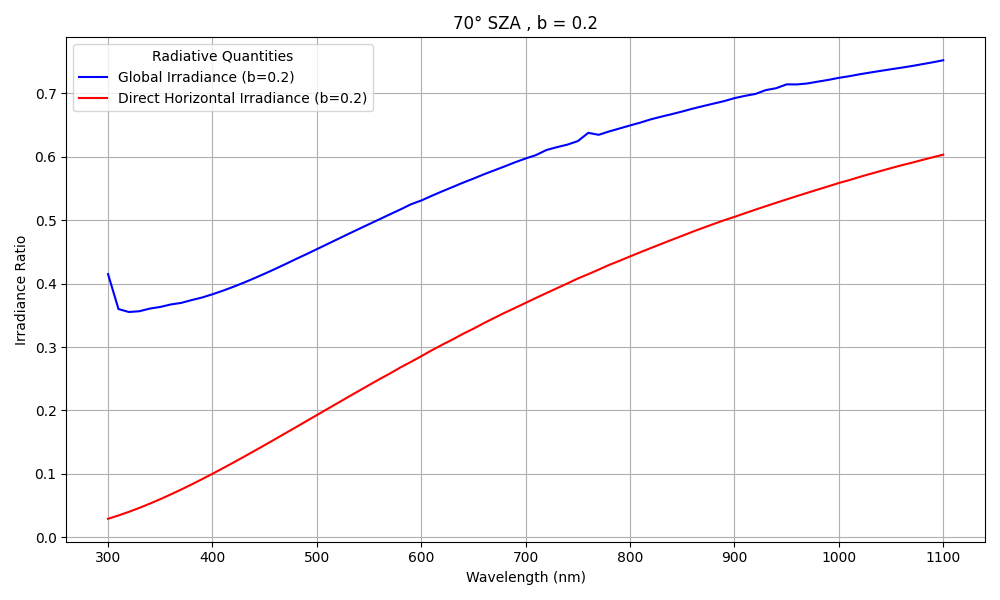 70° SZA , b = 0.2
Radiative Quantities
Global Irradiance (b=0.2)
Direct Horizontal Irradiance (b=0.2)
Irradiance Ratio
0.7
0.6
0.5
0.4
0.3
0.2
0.1
0.0
300 400 500 600 700 800 900 1000 1100
Wavelength (nm)